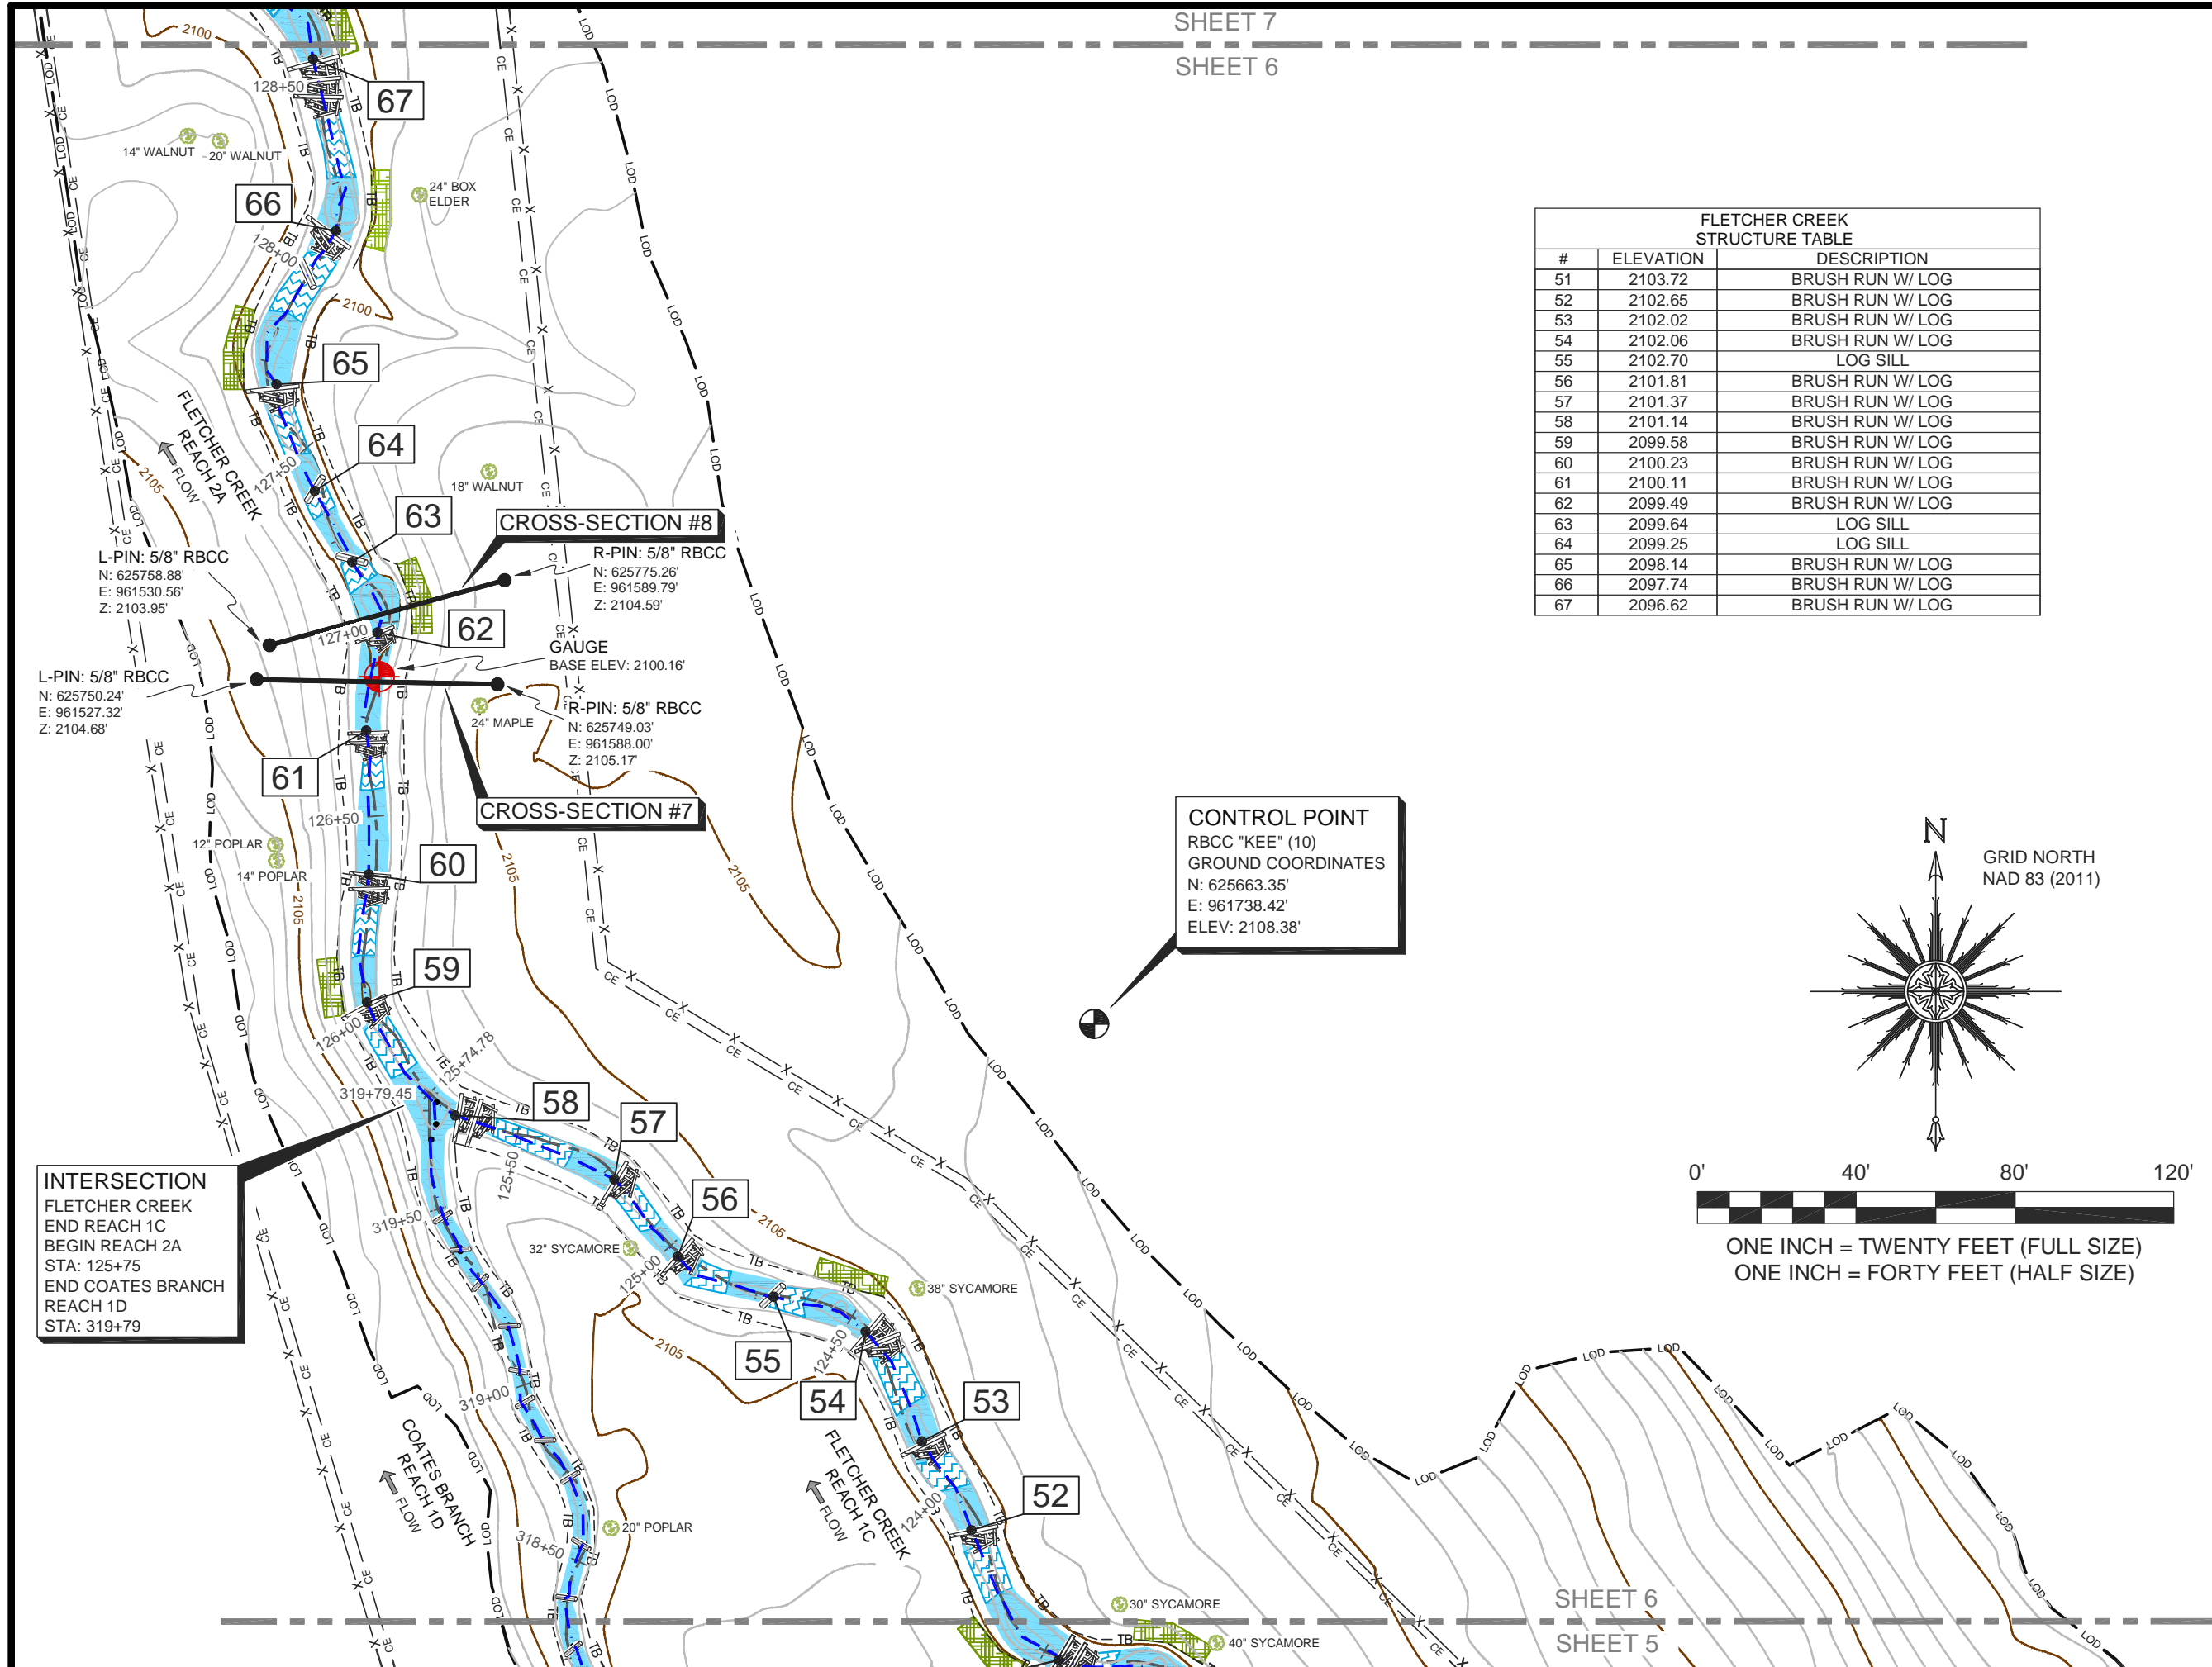 SHEET 7
SHEET 6
2100
128+50
67
14" WALNUT
20" WALNUT
24" BOX
ELDER
66
128+00
2100
65
FLETCHER CREEK
REACH 2A
FLOW
64
127+50
2105
18" WALNUT
63
CROSS-SECTION #8
L-PIN: 5/8" RBCC
N: 625758.88'
E: 961530.56'
Z: 2103.95'
R-PIN: 5/8" RBCC
N: 625775.26'
E: 961589.79'
Z: 2104.59'
127+00
62
GAUGE
BASE ELEV: 2100.16'
L-PIN: 5/8" RBCC
N: 625750.24'
E: 961527.32'
Z: 2104.68'
24" MAPLE
R-PIN: 5/8" RBCC
N: 625749.03'
E: 961588.00'
Z: 2105.17'
61
CROSS-SECTION #7
126+50
12" POPLAR
14" POPLAR
60
2105
2105
2105
59
126+00
125+74.78
319+79.45
58
57
125+50
INTERSECTION
FLETCHER CREEK
END REACH 1C
BEGIN REACH 2A
STA: 125+75
END COATES BRANCH
REACH 1D
STA: 319+79
319+50
56
2105
32" SYCAMORE
125+00
38" SYCAMORE
55
2105
124+50
54
53
319+00
COATES BRANCH
REACH 1D
FLOW
FLETCHER CREEK
REACH 1C
FLOW
52
124+00
20" POPLAR
318+50
30" SYCAMORE
40" SYCAMORE
SHEET 6
SHEET 5
FLETCHER CREEK
STRUCTURE TABLE
# ELEVATION DESCRIPTION
51 2103.72 BRUSH RUN W/ LOG
52 2102.65 BRUSH RUN W/ LOG
53 2102.02 BRUSH RUN W/ LOG
54 2102.06 BRUSH RUN W/ LOG
55 2102.70 LOG SILL
56 2101.81 BRUSH RUN W/ LOG
57 2101.37 BRUSH RUN W/ LOG
58 2101.14 BRUSH RUN W/ LOG
59 2099.58 BRUSH RUN W/ LOG
60 2100.23 BRUSH RUN W/ LOG
61 2100.11 BRUSH RUN W/ LOG
62 2099.49 BRUSH RUN W/ LOG
63 2099.64 LOG SILL
64 2099.25 LOG SILL
65 2098.14 BRUSH RUN W/ LOG
66 2097.74 BRUSH RUN W/ LOG
67 2096.62 BRUSH RUN W/ LOG
CONTROL POINT
RBCC "KEE" (10)
GROUND COORDINATES
N: 625663.35'
E: 961738.42'
ELEV: 2108.38'
N
GRID NORTH
NAD 83 (2011)
0' 40' 80' 120'
ONE INCH = TWENTY FEET (FULL SIZE)
ONE INCH = FORTY FEET (HALF SIZE)
LOD
CE
X
TB